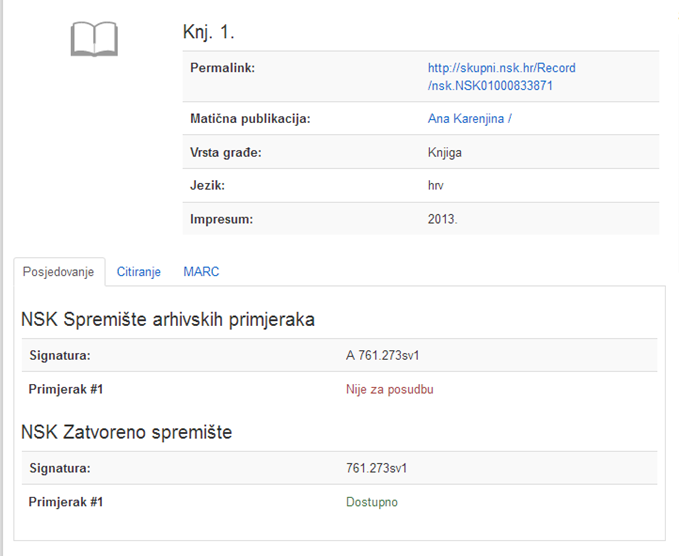 Knj. 1.
Permalink: http://skupni.nsk.hr/Record
/nsk.NSK01000833871
Matična publikacija: Ana Karenjina /
Vrsta građe: Knjiga
Jezik: hrv
Impresum: 2013.
Posjedovanje Citiranje MARC
NSK Spremište arhivskih primjeraka
Signatura: A 761.273sv1
Primjerak #1 Nije za posudbu
NSK Zatvoreno spremište
Signatura: 761.273sv1
Primjerak #1 Dostupno